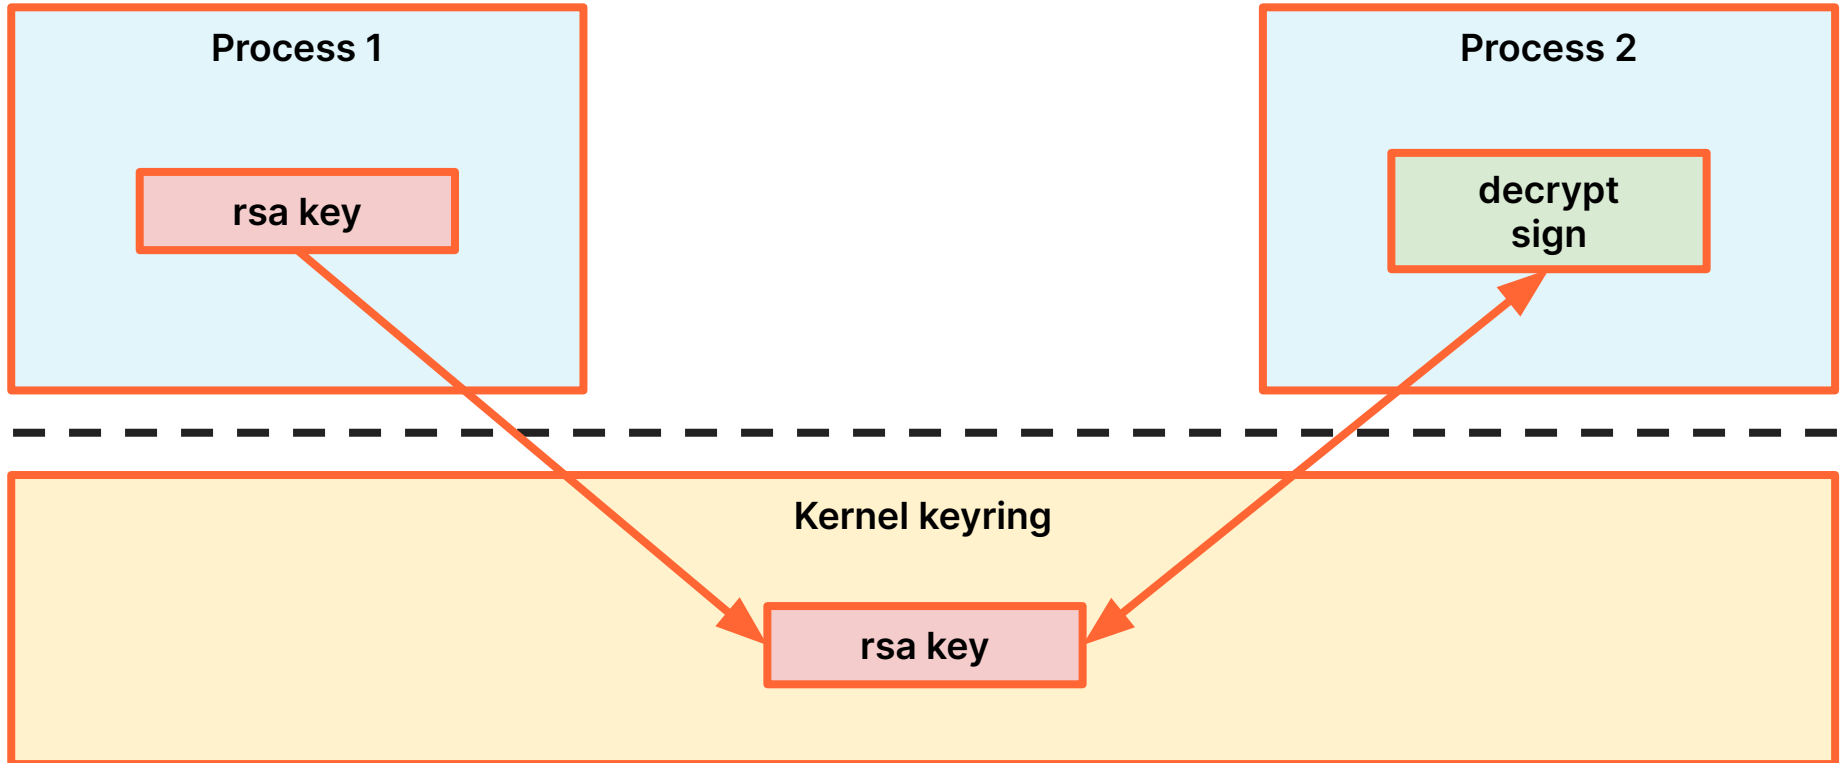 Process 1
Process 2
rsa key
decrypt
sign
Kernel keyring
rsa key